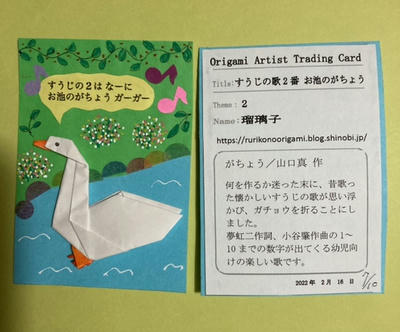 すうじの２は なーに
お池のがちょう ガーガー
Origami Artist Trading Card
Title: すうじの歌２番 お池のがちょう
Theme: 2
Name: 瑠璃子
https://rurikonoorigami.blog.shinobi.jp/
がちょう／山口真 作
何を作るか迷った末に、昔歌
った懐かしいすうじの歌が思い浮
かび、ガチョウを折ることにし
ました。
夢虹二作詞、小谷肇作曲の1～
10までの数字が出てくる幼児向
けの楽しい歌です。
2022年 2月 16日
7/10